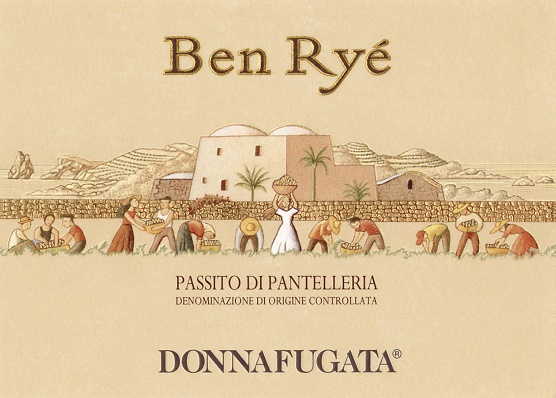 Ben Ryé
PASSITO DI PANTELLERIA
DENOMINAZIONE DI ORIGINE CONTROLLATA
DONNAFUGATA®